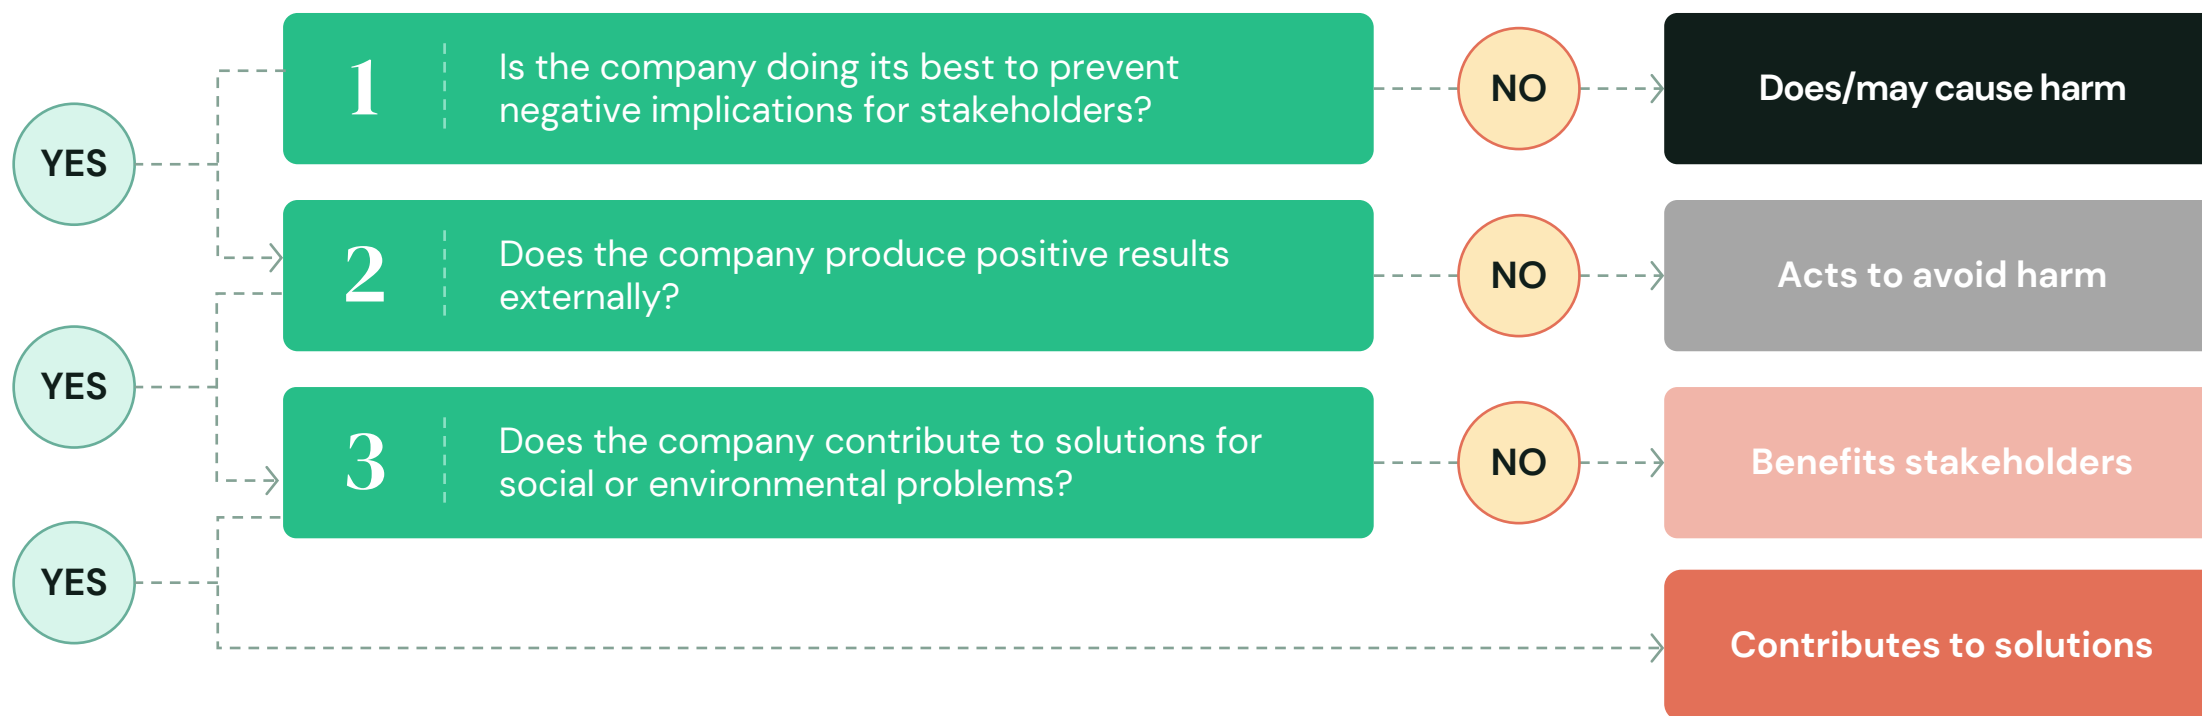 1
Is the company doing its best to prevent
negative implications for stakeholders?
NO
Does/may cause harm
YES
2
Does the company produce positive results
externally?
NO
Acts to avoid harm
YES
3
Does the company contribute to solutions for
social or environmental problems?
NO
Benefits stakeholders
YES
Contributes to solutions